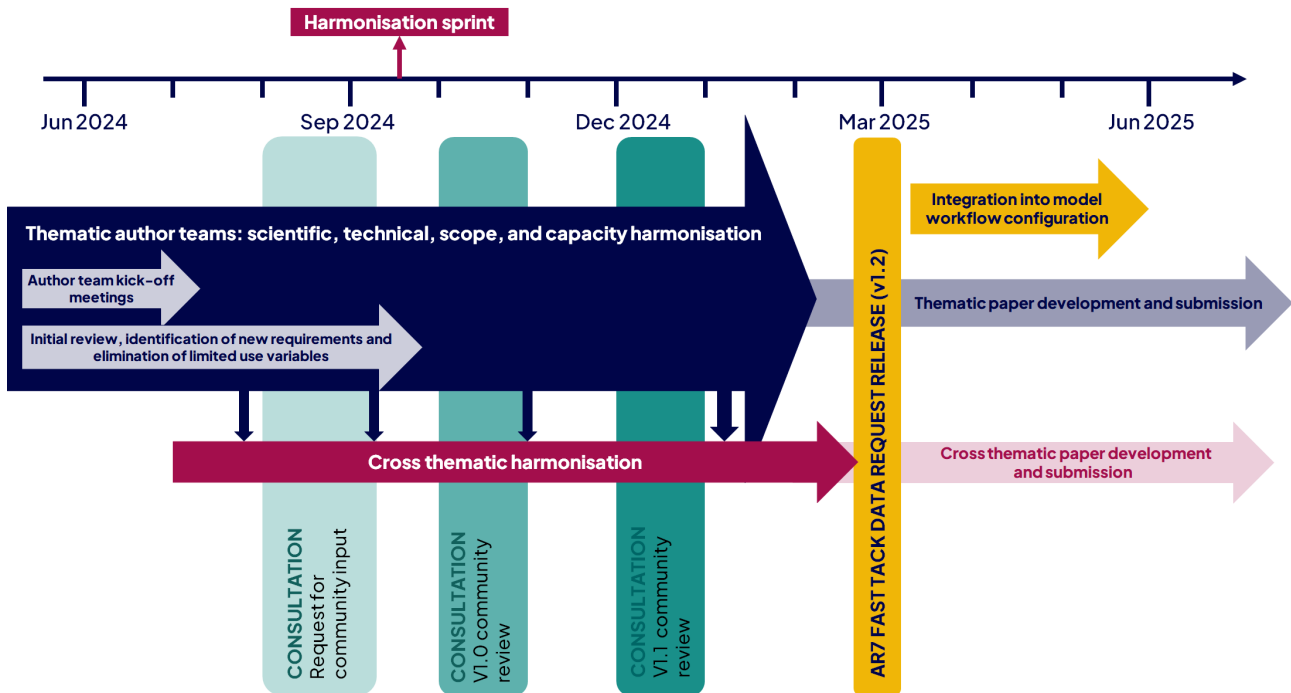 Harmonisation sprint
Jun 2024
Sep 2024
Dec 2024
Mar 2025
Jun 2025
Thematic author teams: scientific, technical, scope, and capacity harmonisation
Author team kick-off
meetings
Initial review, identification of new requirements and
elimination of limited use variables
Integration into model
workflow configuration
Thematic paper development and submission
Cross thematic harmonisation
Cross thematic paper development
and submission
CONSULTATION
Request for
community input
CONSULTATION
V1.0 community
review
CONSULTATION
V1.1 community
review
AR7 FAST TACK DATA REQUEST RELEASE (v1.2)